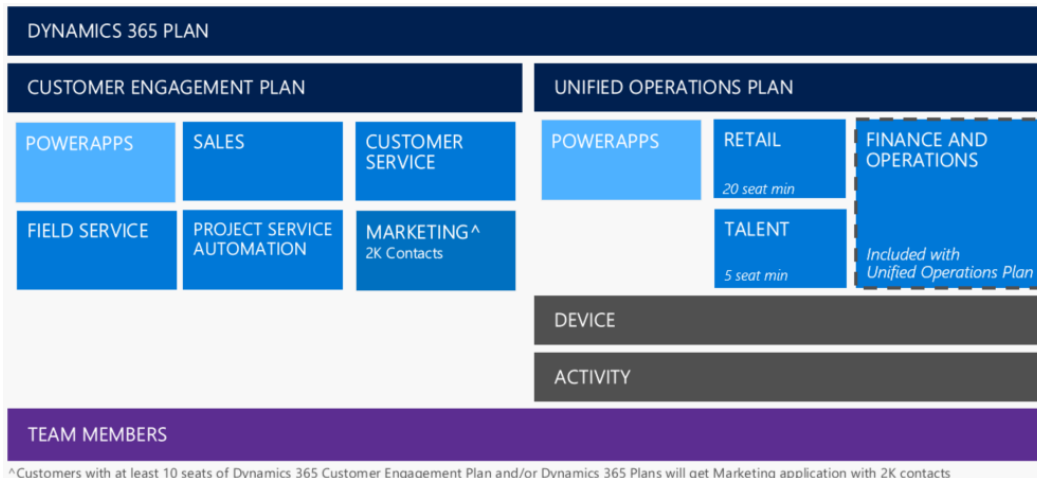 DYNAMICS 365 PLAN
CUSTOMER ENGAGEMENT PLAN
POWERAPPS
SALES
CUSTOMER
SERVICE
FIELD SERVICE
PROJECT SERVICE
AUTOMATION
MARKETING^
2K Contacts
UNIFIED OPERATIONS PLAN
POWERAPPS
RETAIL
20 seat min
TALENT
5 seat min
FINANCE AND
OPERATIONS
Included with
Unified Operations Plan
DEVICE
ACTIVITY
TEAM MEMBERS
^Customers with at least 10 seats of Dynamics 365 Customer Engagement Plan and/or Dynamics 365 Plans will get Marketing application with 2K contacts